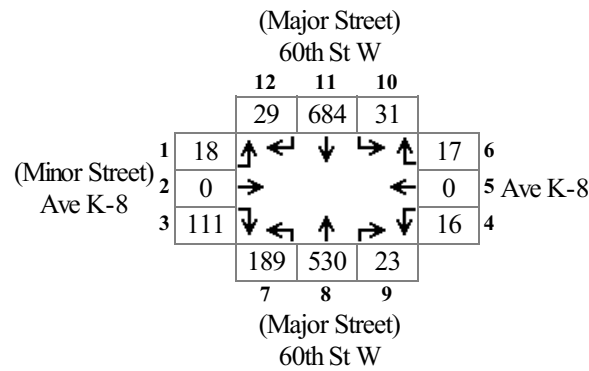 (Major Street)
60th St W
12 11 10
29 684 31
1 18 17 6
(Minor Street) 2 0 0 5 Ave K-8
Ave K-8
3 111 16 4
189 530 23
7 8 9
(Major Street)
60th St W